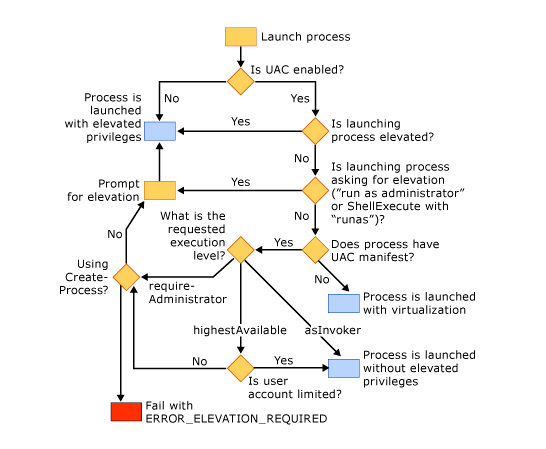 Launch process
Is UAC enabled?
No
Yes
Process is
launched
with elevated
privileges
Yes
Is launching
process elevated?
No
Is launching process
asking for elevation
("run as administrator"
or ShellExecute with
"runas")?
Prompt
for elevation
Yes
No
What is the
requested
execution
level?
Yes
Does process have
UAC manifest?
No
No
Using
Create-
Process?
require-
Administrator
Process is launched
with virtualization
highestAvailable
asInvoker
No
Yes
Process is launched
without elevated
privileges
Is user
account limited?
Fail with
ERROR_ELEVATION_REQUIRED